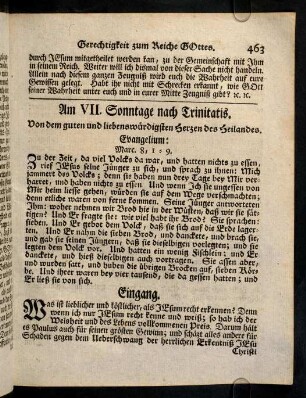 Gerechtigkeit zum Reiche GOttes. 463
durch JEsum mitgetheilet werden kan, zu der Gemeinschaft mit Ihm
in seinem Reich. Weiter will ich dismal von dieser Sache nicht handeln.
Allein nach diesem ganzen Zeugniß wird euch die Wahrheit auf eure
Gewissen gelegt. Habt ihr nicht mit Schrecken erkannt, wie GOtt
seiner Wahrheit unter euch und in eurer Mitte Zeugniß gibt? ꝛc. ꝛc.
Am VII. Sonntage nach Trinitatis.
Von dem guten und liebenswürdigsten Herzen des Heilandes.
Evangelium:
Marc. 8, 1-9.
Zu der Zeit, da viel Volcks da war, und hatten nichts zu essen,
rief JEsus seine Jünger zu sich, und sprach zu ihnen: Mich
jammert des Volcks; denn sie haben nun drey Tage bey Mir ver-
harret, und haben nichts zu essen: Und wenn Ich sie ungessen von
Mir heim liesse gehen, würden sie auf dem Wege verschmachten;
denn etliche waren von ferne kommen. Seine Jünger antworteten
Ihm: woher nehmen wir Brod hie in der Wüsten, daß wir sie sät-
tigen? Und Er fragte sie: wie viel habt ihr Brod? Sie sprachen:
sieben. Und Er gebot dem Volck, daß sie sich auf die Erde lager-
ten. Und Er nahm die sieben Brod, und danckete, und brach sie,
und gab sie seinen Jüngern, daß sie dieselbigen vorlegten; und sie
legten dem Volck vor. Und hatten ein wenig Fischlein; und Er
danckete, und hieß dieselbigen auch vortragen. Sie assen aber,
und wurden satt, und huben die übrigen Brocken auf, sieben Kör-
be. Und ihrer waren bey vier tausend, die da gessen hatten; und
Er ließ sie von sich.
Eingang.
Was ist lieblicher und köstlicher, als JEsum recht erkennen? Denn
wenn ich nur JEsum recht kenne und weiß; so hab ich der
Weisheit und des Lebens vollkommenen Preis. Darum hält
es Paulus auch für seinen grösten Gewinn; und schätzt alles andere für
Schaden gegen dem Ueberschwang der herrlichen Erkentniß JEsu
Christi